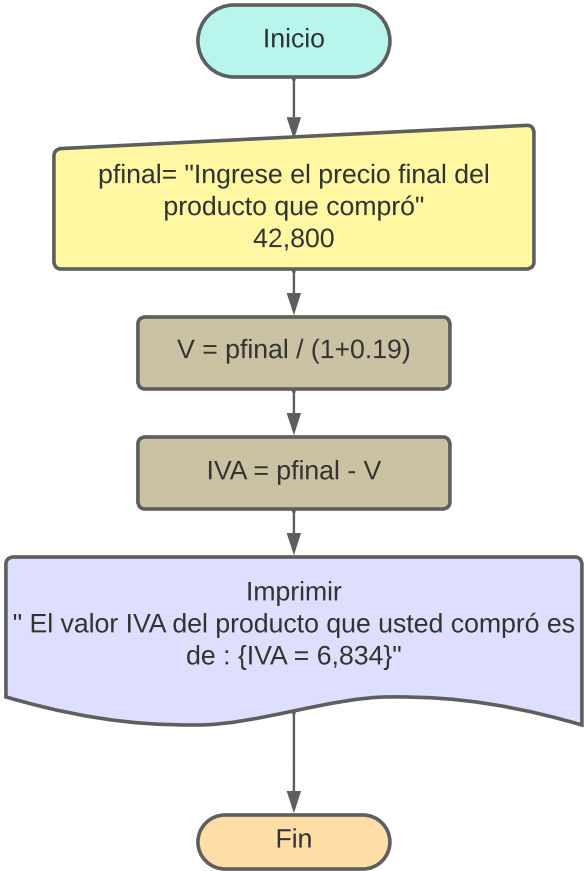 Inicio
pfinal= "Ingrese el precio final del
producto que compró"
42,800
V = pfinal / (1+0.19)
IVA = pfinal - V
Imprimir
" El valor IVA del producto que usted compró es
de : {IVA = 6,834}"
Fin